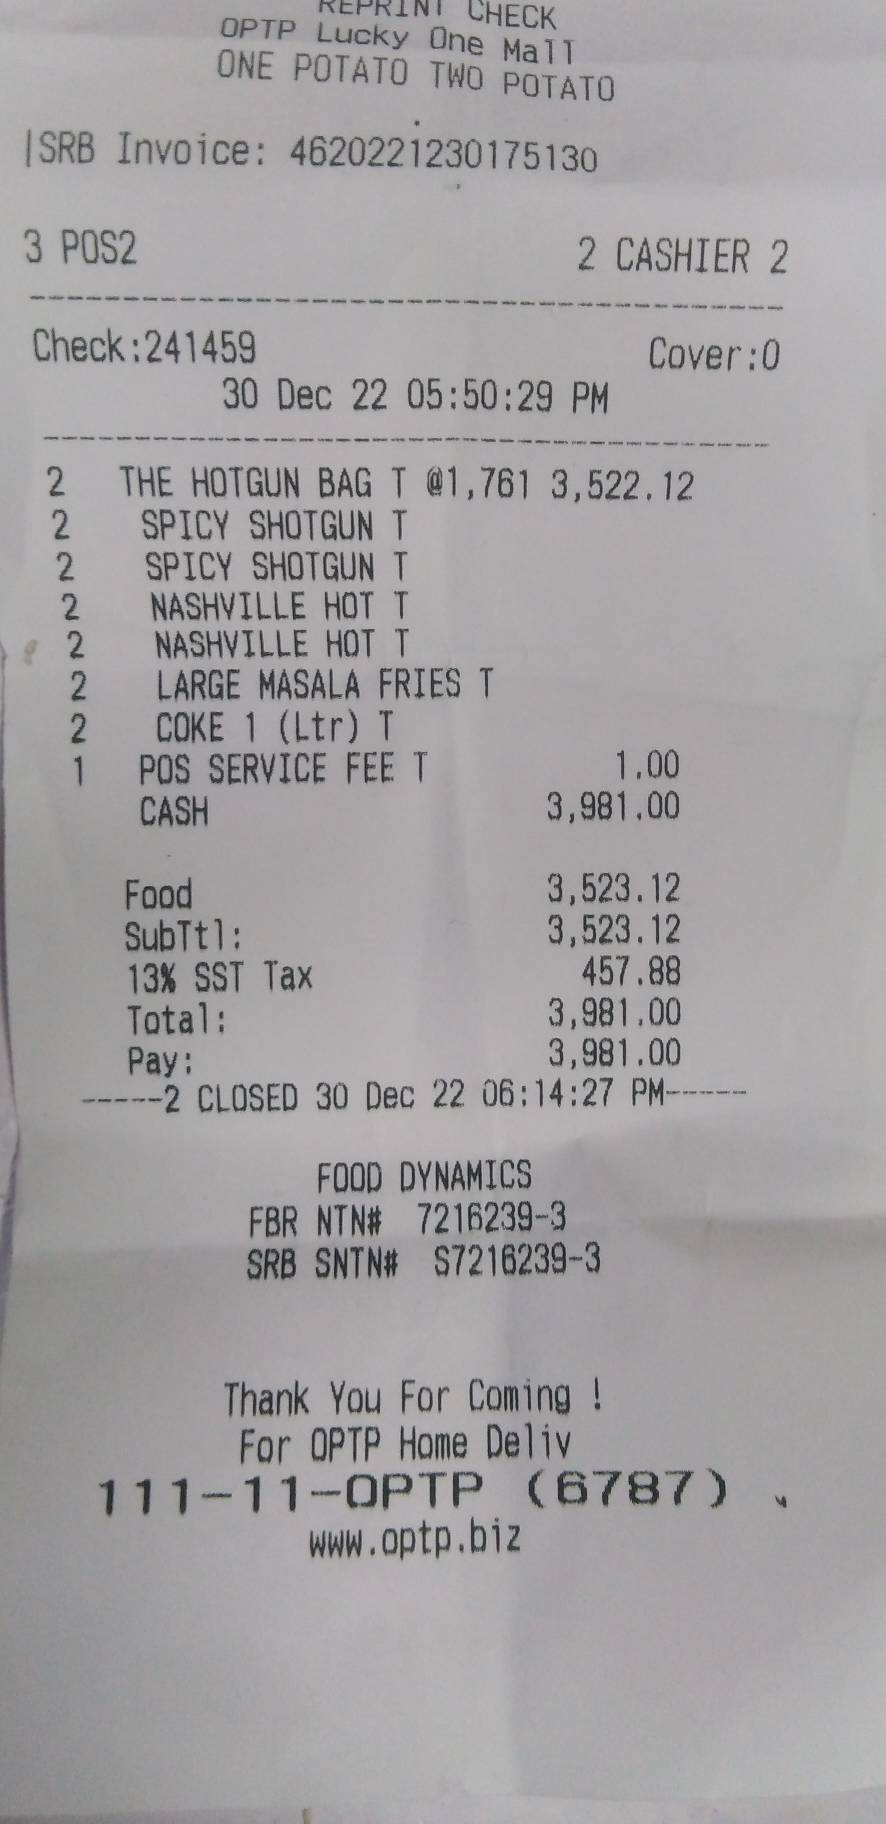 REPRINT CHECK
OPTP Lucky One Mall
ONE POTATO TWO POTATO
|SRB Invoice: 4620221230175130
3 POS2 2 CASHIER 2
--------------------------------------------
Check:241459 Cover:0
30 Dec 22 05:50:29 PM
--------------------------------------------
2 THE HOTGUN BAG T @1,761 3,522.12
2 SPICY SHOTGUN T
2 SPICY SHOTGUN T
2 NASHVILLE HOT T
2 NASHVILLE HOT T
2 LARGE MASALA FRIES T
2 COKE 1 (Ltr) T
1 POS SERVICE FEE T 1.00
CASH 3,981.00
Food 3,523.12
SubTtl: 3,523.12
13% SST Tax 457.88
Total: 3,981.00
Pay: 3,981.00
-----2 CLOSED 30 Dec 22 06:14:27 PM-----
FOOD DYNAMICS
FBR NTN# 7216239-3
SRB SNTN# S7216239-3
Thank You For Coming !
For OPTP Home Deliv
111-11-OPTP (6787)
www.optp.biz